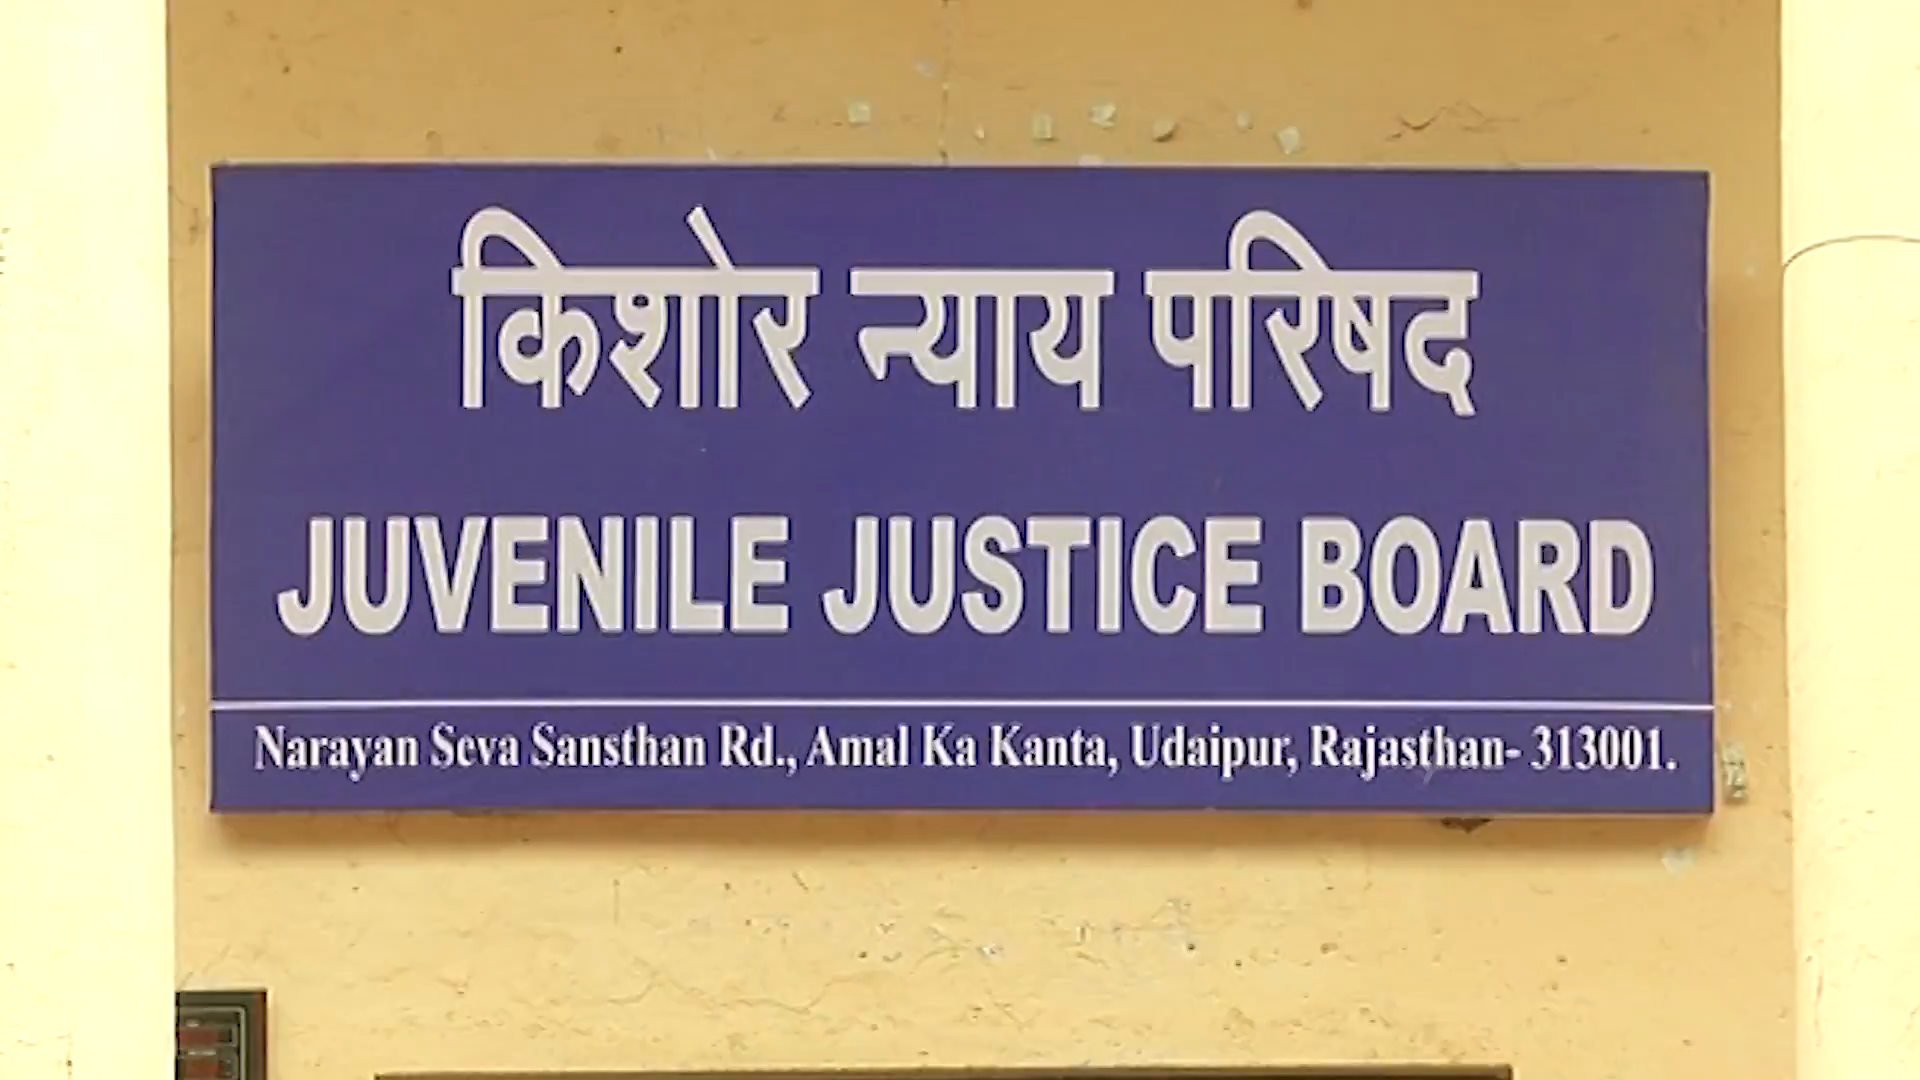 किशोर न्याय परिषद
JUVENILE JUSTICE BOARD
Narayan Seva Sansthan Rd., Amal Ka Kanta, Udaipur, Rajasthan- 313001.